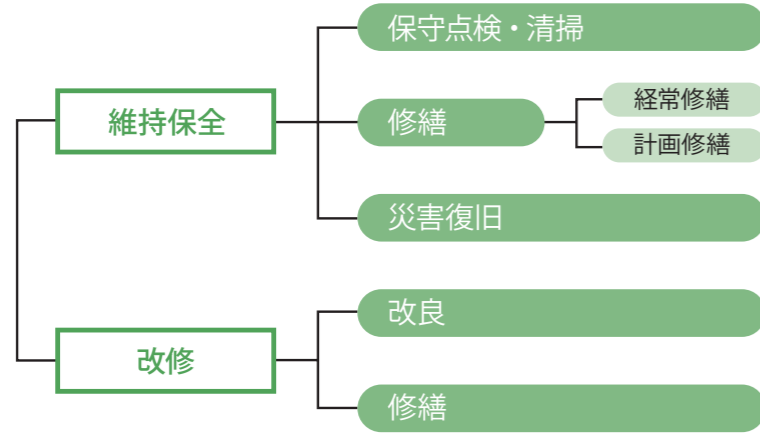 保守点検・清掃
維持保全
修繕
経常修繕
計画修繕
災害復旧
改良
改修
修繕